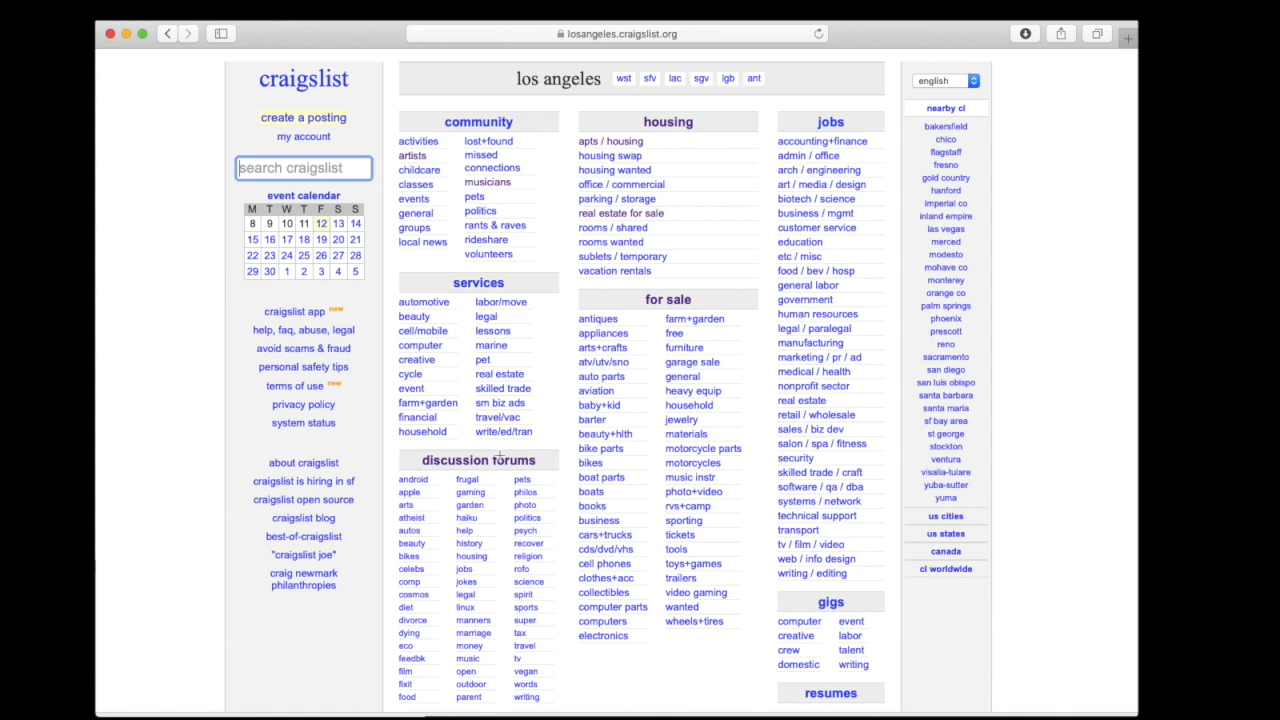 losangeles.craigslist.org
craigslist
create a posting
my account
search craigslist
event calendar
M T W T F S S
8 9 10 11 12 13 14
15 16 17 18 19 20 21
22 23 24 25 26 27 28
29 30 1 2 3 4 5
craigslist app new
help, faq, abuse, legal
avoid scams & fraud
personal safety tips
terms of use new
privacy policy
system status
about craigslist
craigslist is hiring in sf
craigslist open source
craigslist blog
best-of-craigslist
"craigslist joe"
craig newmark
philanthropies
los angeles wst sfv lac sgv lgb ant
community
activities
artists
childcare
classes
events
general
groups
local news
lost+found
missed
connections
musicians
pets
politics
rants & raves
rideshare
volunteers
services
automotive
beauty
cell/mobile
computer
creative
cycle
event
farm+garden
financial
household
labor/move
legal
lessons
marine
pet
real estate
skilled trade
sm biz ads
travel/vac
write/ed/tran
discussion forums
android
apple
arts
atheist
autos
beauty
bikes
celebs
comp
cosmos
diet
divorce
dying
eco
feedbk
film
fixit
food
frugal
gaming
garden
haiku
help
history
housing
jobs
jokes
legal
linux
manners
marriage
money
music
open
outdoor
parent
pets
philos
photo
politics
psych
recover
religion
rofo
science
spirit
sports
super
tax
travel
tv
vegan
words
writing
housing
apts / housing
housing swap
housing wanted
office / commercial
parking / storage
real estate for sale
rooms / shared
rooms wanted
sublets / temporary
vacation rentals
for sale
antiques
appliances
arts+crafts
atv/utv/sno
auto parts
aviation
baby+kid
barter
beauty+hlth
bike parts
bikes
boat parts
boats
books
business
cars+trucks
cds/dvd/vhs
cell phones
clothes+acc
collectibles
computer parts
computers
electronics
farm+garden
free
furniture
garage sale
general
heavy equip
household
jewelry
materials
motorcycle parts
motorcycles
music instr
photo+video
rvs+camp
sporting
tickets
tools
toys+games
trailers
video gaming
wanted
wheels+tires
jobs
accounting+finance
admin / office
arch / engineering
art / media / design
biotech / science
business / mgmt
customer service
education
etc / misc
food / bev / hosp
general labor
government
human resources
legal / paralegal
manufacturing
marketing / pr / ad
medical / health
nonprofit sector
real estate
retail / wholesale
sales / biz dev
salon / spa / fitness
security
skilled trade / craft
software / qa / dba
systems / network
technical support
transport
tv / film / video
web / info design
writing / editing
gigs
computer
creative
crew
domestic
event
labor
talent
writing
resumes
english
nearby cl
bakersfield
chico
flagstaff
fresno
gold country
hanford
imperial co
inland empire
las vegas
merced
modesto
mohave co
monterey
orange co
palm springs
phoenix
prescott
reno
sacramento
san diego
san luis obispo
santa barbara
santa maria
sf bay area
st george
stockton
ventura
visalia-tulare
yuba-sutter
yuma
us cities
us states
canada
cl worldwide